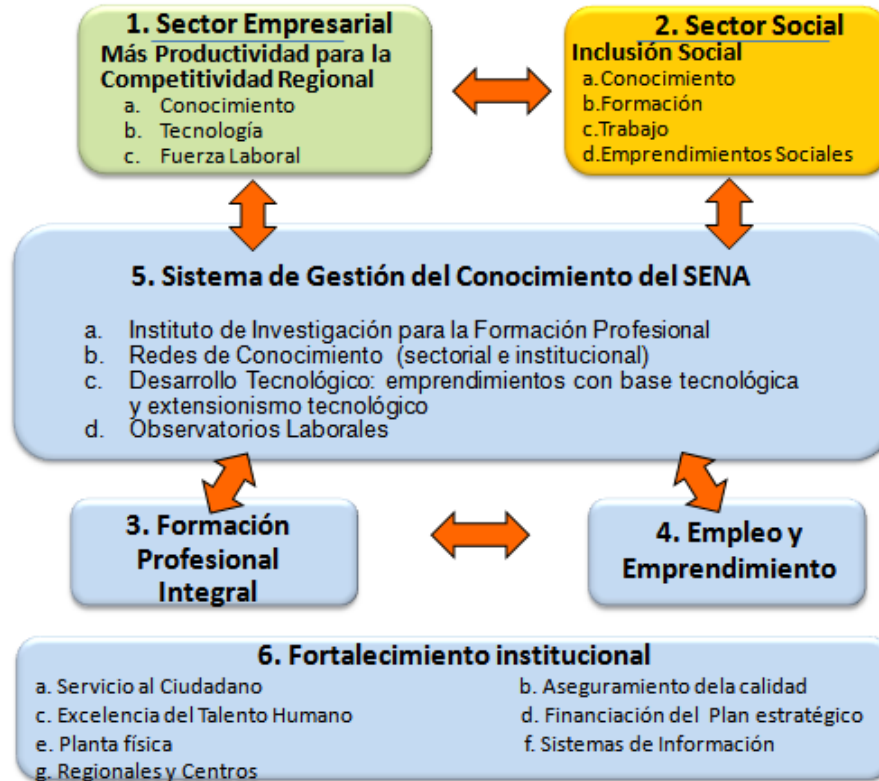 1. Sector Empresarial
Más Productividad para la
Competitividad Regional
a. Conocimiento
b. Tecnología
c. Fuerza Laboral
2. Sector Social
Inclusión Social
a.Conocimiento
b.Formación
c.Trabajo
d.Emprendimientos Sociales
5. Sistema de Gestión del Conocimiento del SENA
a. Instituto de Investigación para la Formación Profesional
b. Redes de Conocimiento (sectorial e institucional)
c. Desarrollo Tecnológico: emprendimientos con base tecnológica
y extensionismo tecnológico
d. Observatorios Laborales
3. Formación
Profesional
Integral
4. Empleo y
Emprendimiento
6. Fortalecimiento institucional
a. Servicio al Ciudadano
b. Aseguramiento dela calidad
c. Excelencia del Talento Humano
d. Financiación del Plan estratégico
e. Planta física
f. Sistemas de Información
g. Regionales y Centros